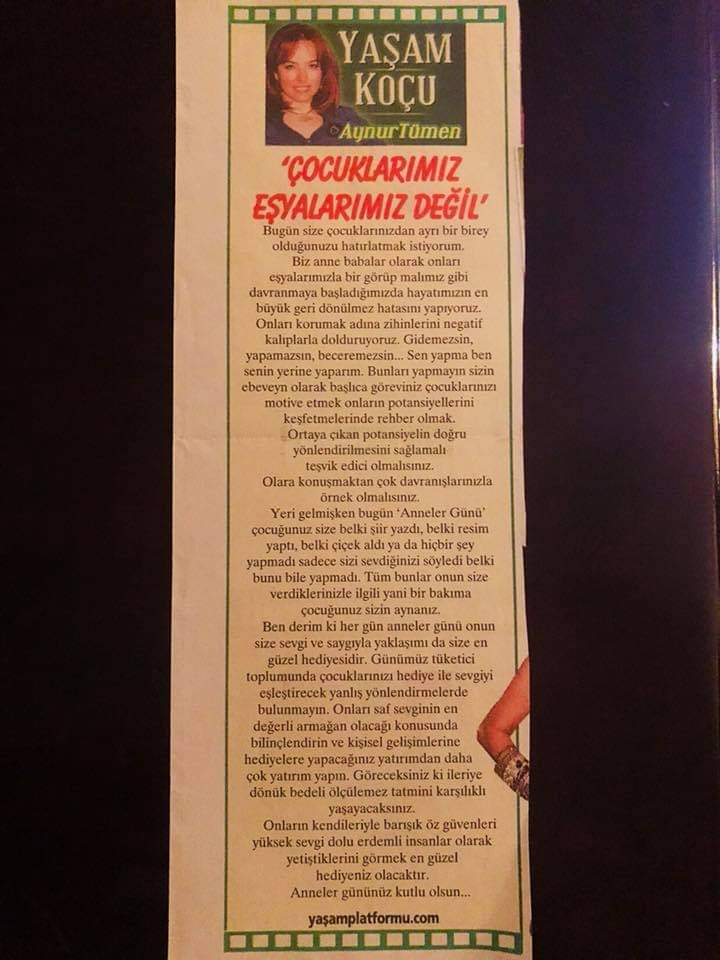 YAŞAM
KOÇU
AynurTümen
'ÇOCUKLARIMIZ
EŞYALARIMIZ DEĞİL'
Bugün size çocuklarınızdan ayrı bir birey
olduğunuzu hatırlatmak istiyorum.
Biz anne babalar olarak onları
eşyalarımızla bir görüp malımız gibi
davranmaya başladığımızda hayatımızın en
büyük geri dönülmez hatasını yapıyoruz.
Onları korumak adına zihinlerini negatif
kalıplarla dolduruyoruz. Gidemezsin,
yapamazsın, beceremezsin... Sen yapma ben
senin yerine yaparım. Bunları yapmayın sizin
ebeveyn olarak başlıca göreviniz çocuklarınızı
motive etmek onların potansiyellerini
keşfetmelerinde rehber olmak.
Ortaya çıkan potansiyelin doğru
yönlendirilmesini sağlamalı
teşvik edici olmalısınız.
Olara konuşmaktan çok davranışlarınızla
örnek olmalısınız.
Yeri gelmişken bugün 'Anneler Günü'
çocuğunuz size belki şiir yazdı, belki resim
yaptı, belki çiçek aldı ya da hiçbir şey
yapmadı sadece sizi sevdiğinizi söyledi belki
bunu bile yapmadı. Tüm bunlar onun size
verdiklerinizle ilgili yani bir bakıma
çocuğunuz sizin aynanız.
Ben derim ki her gün anneler günü onun
size sevgi ve saygıyla yaklaşımı da size en
güzel hediyesidir. Günümüz tüketici
toplumunda çocuklarınızı hediye ile sevgiyi
eşleştirecek yanlış yönlendirmelerde
bulunmayın. Onları saf sevginin en
değerli armağan olacağı konusunda
bilinçlendirin ve kişisel gelişimlerine
hediyelere yapacağınız yatırımdan daha
çok yatırım yapın. Göreceksiniz ki ileriye
dönük bedeli ölçülemez tatmini karşılıklı
yaşayacaksınız.
Onların kendileriyle barışık öz güvenleri
yüksek sevgi dolu erdemli insanlar olarak
yetiştiklerini görmek en güzel
hediyeniz olacaktır.
Anneler gününüz kutlu olsun...
yaşamplatformu.com